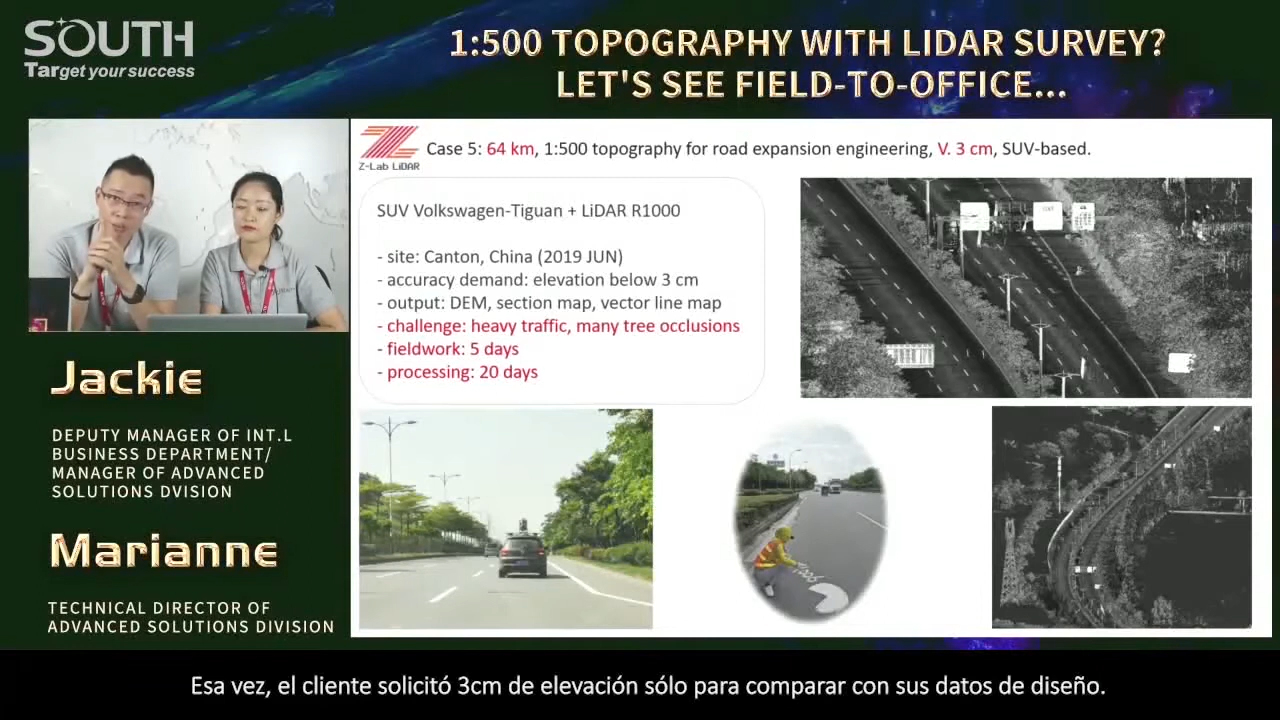 SOUTH
Target your success
1:500 TOPOGRAPHY WITH LIDAR SURVEY?
LET'S SEE FIELD-TO-OFFICE...
Z-Lab LiDAR
Case 5: 64 km, 1:500 topography for road expansion engineering, V. 3 cm, SUV-based.
SUV Volkswagen-Tiguan + LiDAR R1000
- site: Canton, China (2019 JUN)
- accuracy demand: elevation below 3 cm
- output: DEM, section map, vector line map
- challenge: heavy traffic, many tree occlusions
- fieldwork: 5 days
- processing: 20 days
Jackie
DEPUTY MANAGER OF INT.L
BUSINESS DEPARTMENT/
MANAGER OF ADVANCED
SOLUTIONS DVISION
Marianne
TECHNICAL DIRECTOR OF
ADVANCED SOLUTIONS DIVISION
Esa vez, el cliente solicitó 3cm de elevación sólo para comparar con sus datos de diseño.